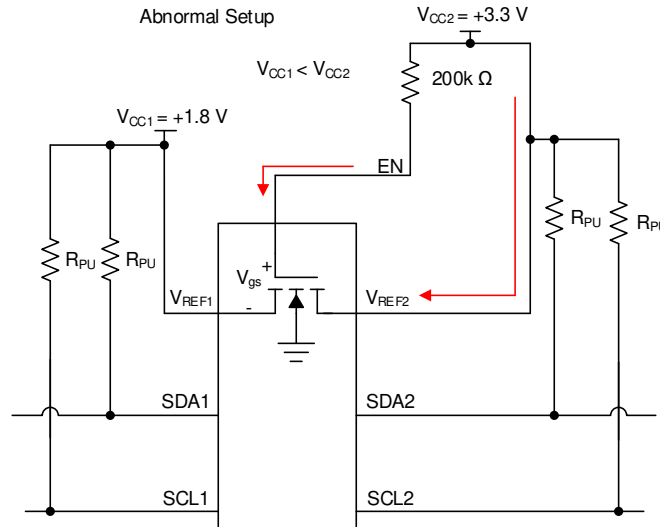 Abnormal Setup
VCC2 = +3.3 V
VCC1 < VCC2
200k Ω
VCC1 = +1.8 V
EN
RPU
RPU
RPU
RPU
Vgs
+
-
VREF1
VREF2
SDA1
SDA2
SCL1
SCL2